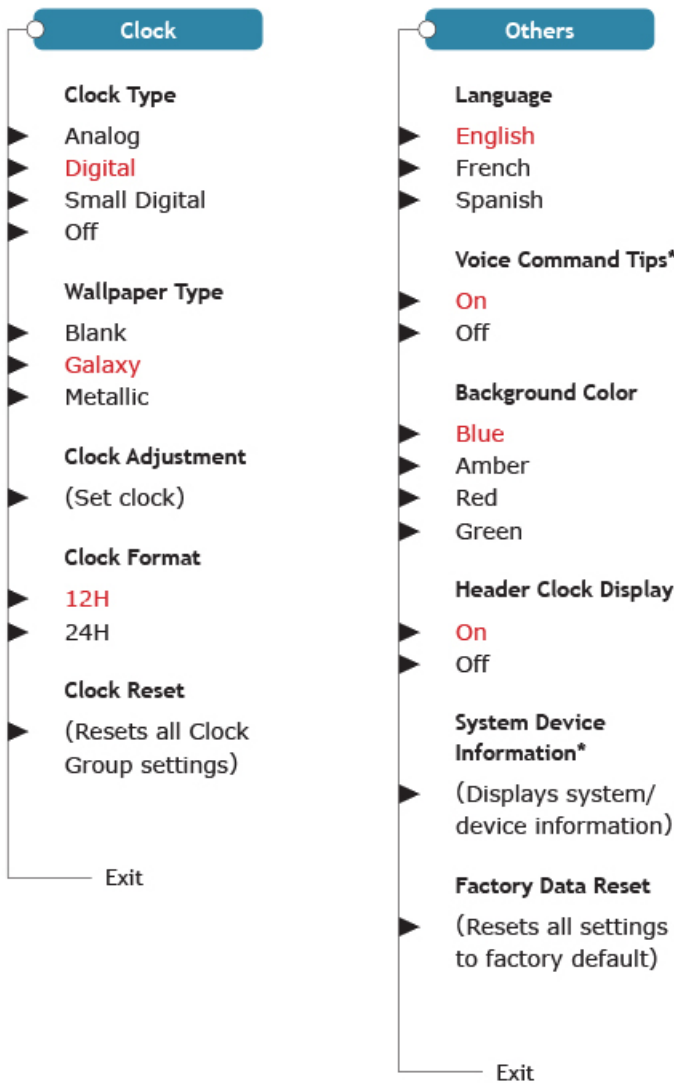 Clock
Clock Type
Analog
Digital
Small Digital
Off
Wallpaper Type
Blank
Galaxy
Metallic
Clock Adjustment
(Set clock)
Clock Format
12H
24H
Clock Reset
(Resets all Clock
Group settings)
Exit
Others
Language
English
French
Spanish
Voice Command Tips*
On
Off
Background Color
Blue
Amber
Red
Green
Header Clock Display
On
Off
System Device
Information*
(Displays system/
device information)
Factory Data Reset
(Resets all settings
to factory default)
Exit